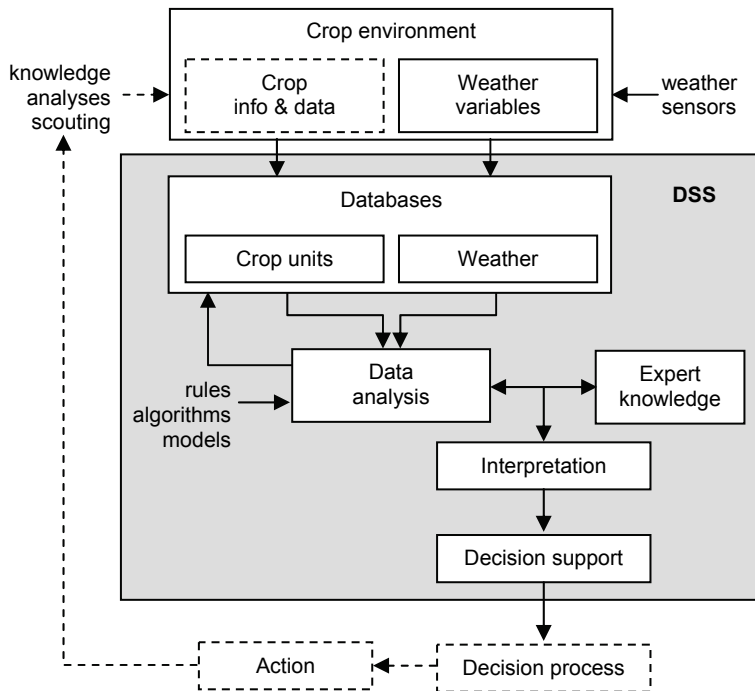 Crop environment
knowledge
analyses
scouting
Crop
info & data
Weather
variables
weather
sensors
DSS
Databases
Crop units
Weather
Data
analysis
rules
algorithms
models
Expert
knowledge
Interpretation
Decision support
Action
Decision process